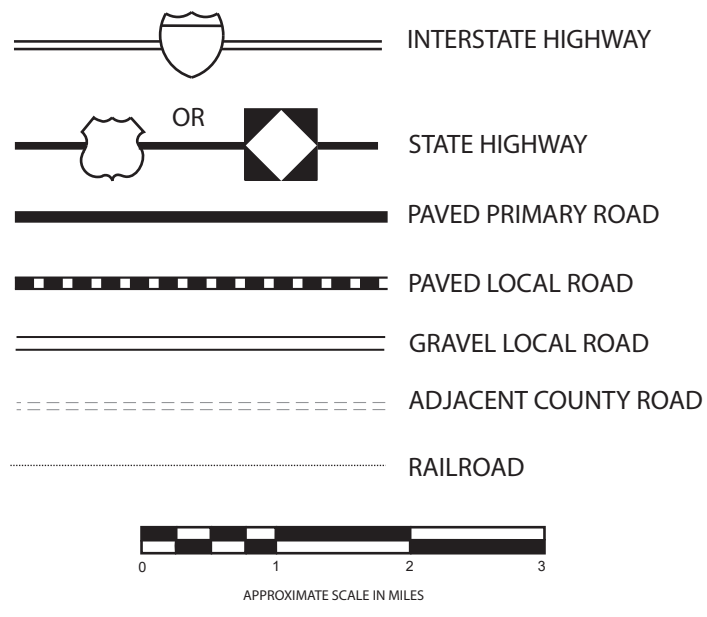 INTERSTATE HIGHWAY
OR
STATE HIGHWAY
PAVED PRIMARY ROAD
PAVED LOCAL ROAD
GRAVEL LOCAL ROAD
ADJACENT COUNTY ROAD
RAILROAD
0 1 2 3
APPROXIMATE SCALE IN MILES